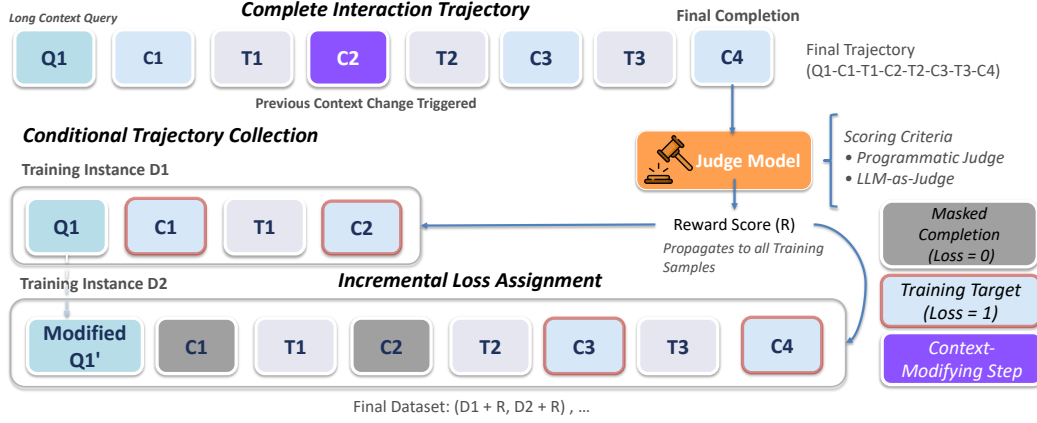 Complete Interaction Trajectory
Long Context Query
Final Completion
Q1
C1
T1
C2
T2
C3
T3
C4
Final Trajectory
(Q1-C1-T1-C2-T2-C3-T3-C4)
Previous Context Change Triggered
Conditional Trajectory Collection
Judge Model
Scoring Criteria
• Programmatic Judge
• LLM-as-Judge
Training Instance D1
Q1
C1
T1
C2
Reward Score (R)
Propagates to all Training
Samples
Masked
Completion
(Loss = 0)
Training Target
(Loss = 1)
Context-
Modifying Step
Training Instance D2
Incremental Loss Assignment
Modified
Q1'
C1
T1
C2
T2
C3
T3
C4
Final Dataset: (D1 + R, D2 + R) , ...